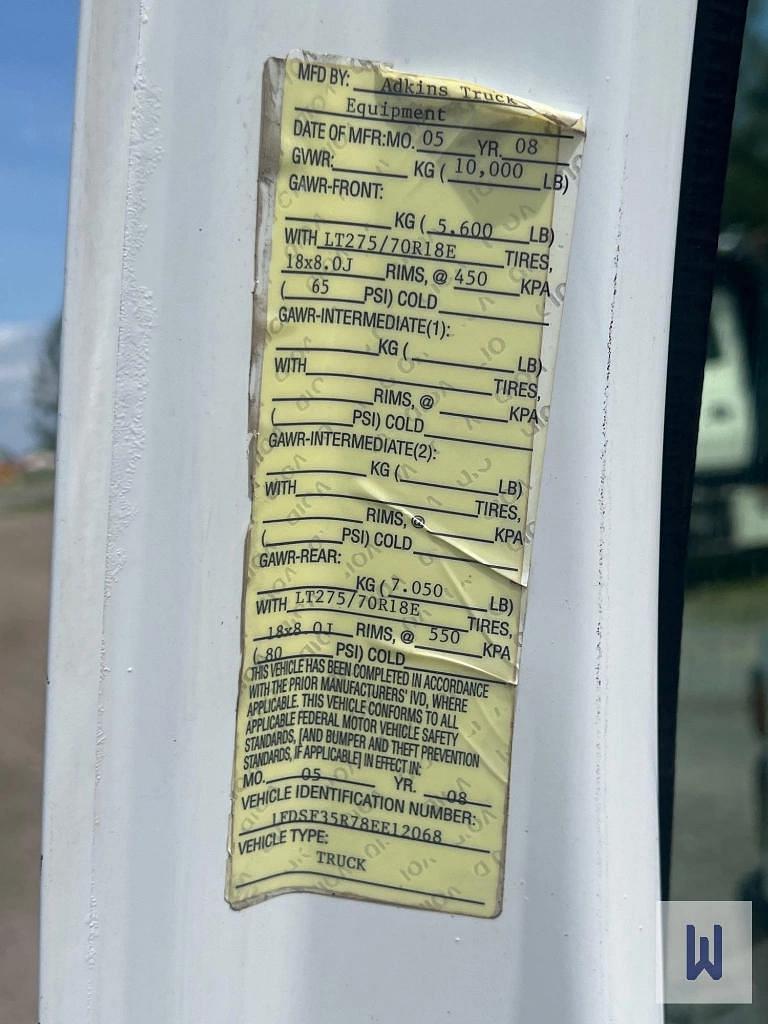 MFD BY: Adkins Truck
Equipment
DATE OF MFR:MO. 05 YR. 08
GVWR: KG ( 10,000 LB)
GAWR-FRONT:
KG ( 5,600 LB)
WITH LT275/70R18E TIRES,
18x8.0J RIMS, @ 450 KPA
( 65 PSI) COLD
GAWR-INTERMEDIATE(1):
KG ( LB)
WITH TIRES,
RIMS, @ KPA
( PSI) COLD
GAWR-INTERMEDIATE(2):
KG ( LB)
WITH TIRES,
RIMS, @ KPA
( PSI) COLD
GAWR-REAR:
KG ( 7.050 LB)
WITH LT275/70R18E TIRES,
18x8.0J RIMS, @ 550 KPA
( 80 PSI) COLD
THIS VEHICLE HAS BEEN COMPLETED IN ACCORDANCE
WITH THE PRIOR MANUFACTURERS' IVD, WHERE
APPLICABLE. THIS VEHICLE CONFORMS TO ALL
APPLICABLE FEDERAL MOTOR VEHICLE SAFETY
STANDARDS, [AND BUMPER AND THEFT PREVENTION
STANDARDS, IF APPLICABLE] IN EFFECT IN:
MO. 05 YR. 08
VEHICLE IDENTIFICATION NUMBER:
1FDSF35R78EE12068
VEHICLE TYPE:
TRUCK
W